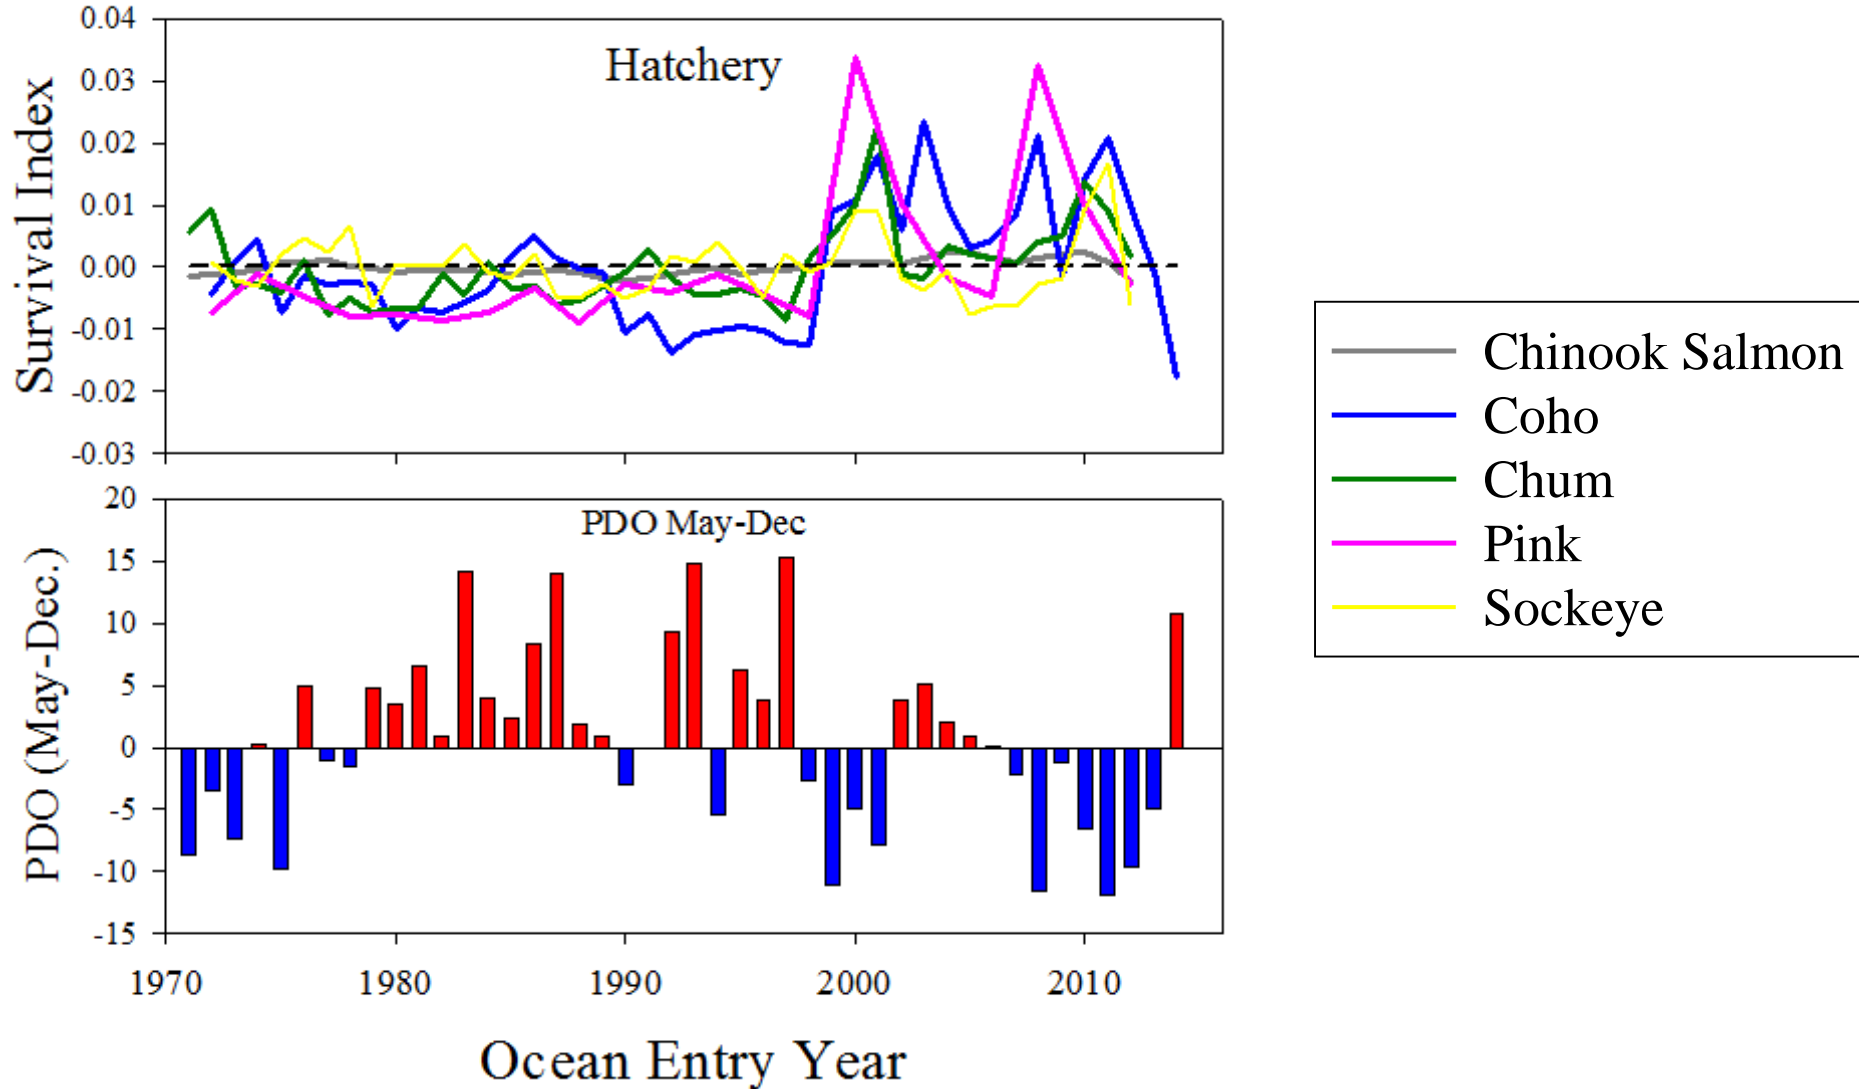 Hatchery
Survival Index
0.04
0.03
0.02
0.01
0.00
-0.01
-0.02
-0.03
PDO May-Dec
PDO (May-Dec.)
20
15
10
5
0
-5
-10
-15
1970 1980 1990 2000 2010
Ocean Entry Year
Chinook Salmon
Coho
Chum
Pink
Sockeye